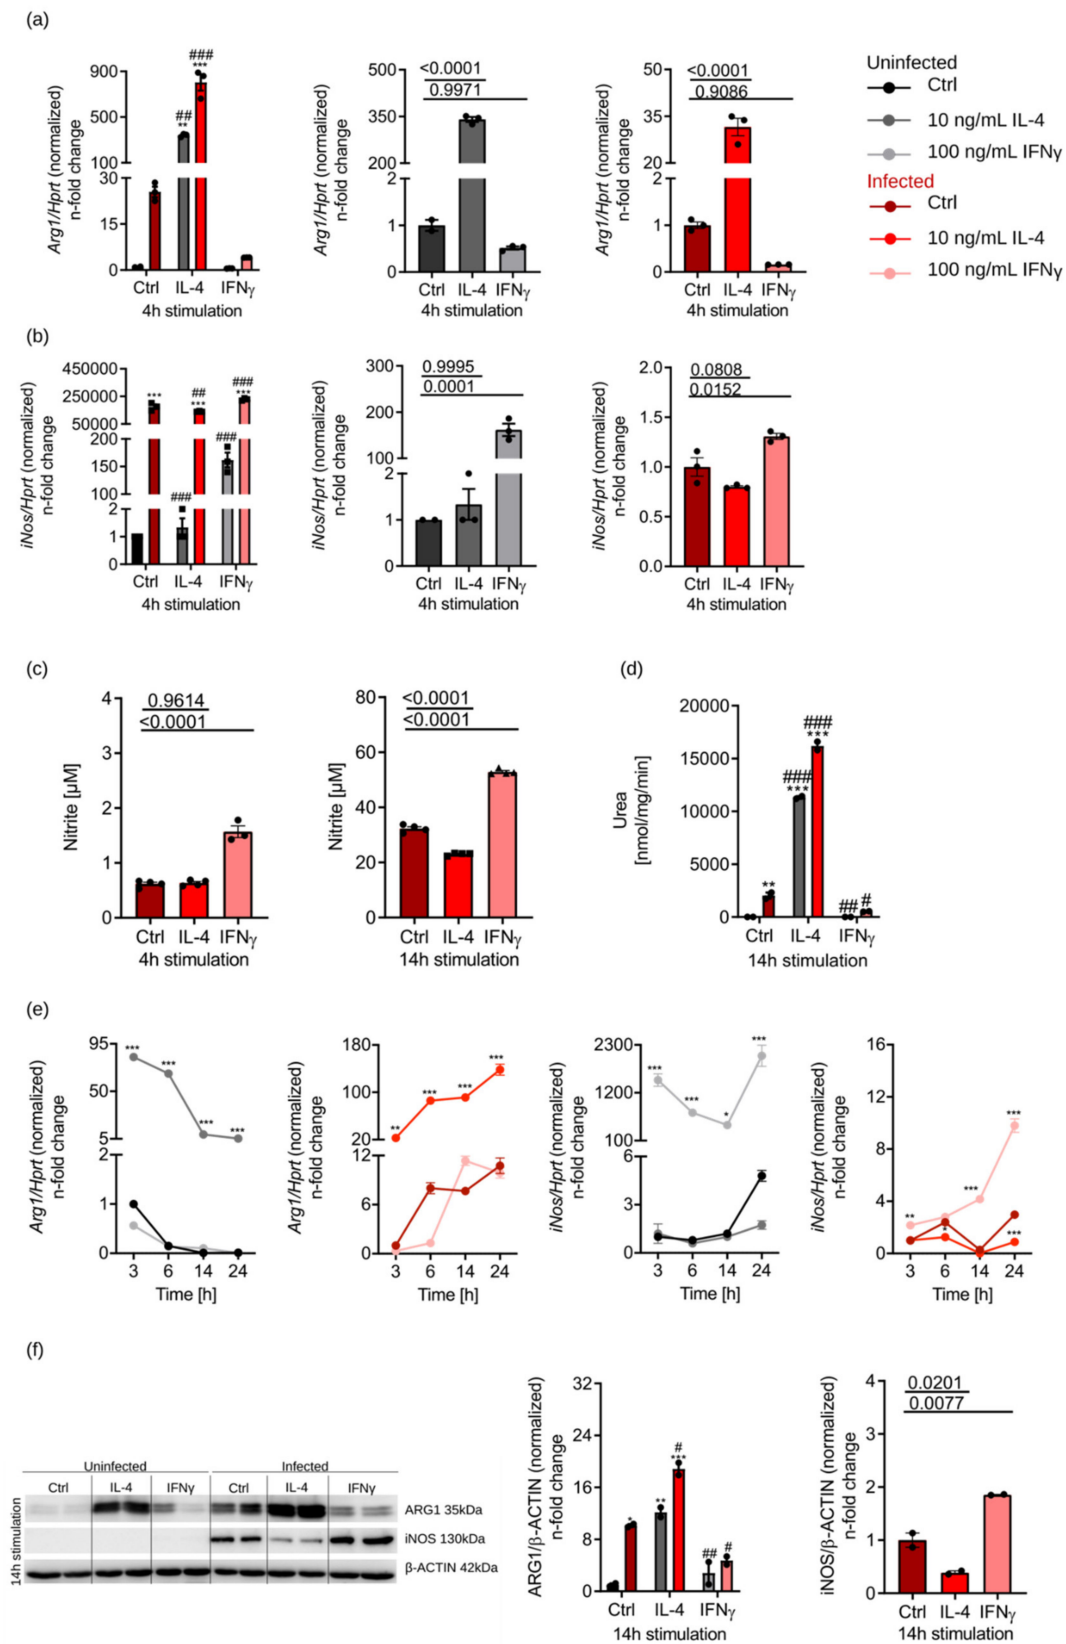 (a)
Arg1/Hprt (normalized)
n-fold change
900
500
100
30
15
0
##
**
###
***
Ctrl IL-4 IFNγ
4h stimulation
Arg1/Hprt (normalized)
n-fold change
500
350
200
2
1
0
<0.0001
0.9971
Ctrl IL-4 IFNγ
4h stimulation
Arg1/Hprt (normalized)
n-fold change
50
35
20
2
1
0
<0.0001
0.9086
Ctrl IL-4 IFNγ
4h stimulation
Uninfected
Ctrl
10 ng/mL IL-4
100 ng/mL IFNγ
Infected
Ctrl
10 ng/mL IL-4
100 ng/mL IFNγ
(b)
iNos/Hprt (normalized)
n-fold change
450000
250000
50000
200
150
100
2
1
0
***
###
##
***
###
###
***
Ctrl IL-4 IFNγ
4h stimulation
iNos/Hprt (normalized)
n-fold change
300
200
100
2
1
0
0.9995
0.0001
Ctrl IL-4 IFNγ
4h stimulation
iNos/Hprt (normalized)
n-fold change
2.0
1.5
1.0
0.5
0.0
0.0808
0.0152
Ctrl IL-4 IFNγ
4h stimulation
(c)
Nitrite [µM]
4
3
2
1
0
0.9614
<0.0001
Ctrl IL-4 IFNγ
4h stimulation
Nitrite [µM]
80
60
40
20
0
<0.0001
<0.0001
Ctrl IL-4 IFNγ
14h stimulation
(d)
Urea
[nmol/mg/min]
20000
15000
10000
5000
0
**
###
***
###
***
##
#
Ctrl IL-4 IFNγ
14h stimulation
(e)
Arg1/Hprt (normalized)
n-fold change
95
50
5
2
1
0
***
***
***
***
3 6 14 24
Time [h]
Arg1/Hprt (normalized)
n-fold change
180
100
20
12
6
0
**
***
***
***
3 6 14 24
Time [h]
iNos/Hprt (normalized)
n-fold change
2300
1200
100
6
3
0
***
***
*
***
3 6 14 24
Time [h]
iNos/Hprt (normalized)
n-fold change
16
12
8
4
0
**
*
***
***
***
3 6 14 24
Time [h]
(f)
14h stimulation
Uninfected Infected
Ctrl IL-4 IFNγ Ctrl IL-4 IFNγ
ARG1 35kDa
iNOS 130kDa
β-ACTIN 42kDa
ARG1/β-ACTIN (normalized)
n-fold change
32
24
16
8
0
*
**
#
***
##
#
Ctrl IL-4 IFNγ
14h stimulation
iNOS/β-ACTIN (normalized)
n-fold change
4
3
2
1
0
0.0201
0.0077
Ctrl IL-4 IFNγ
14h stimulation